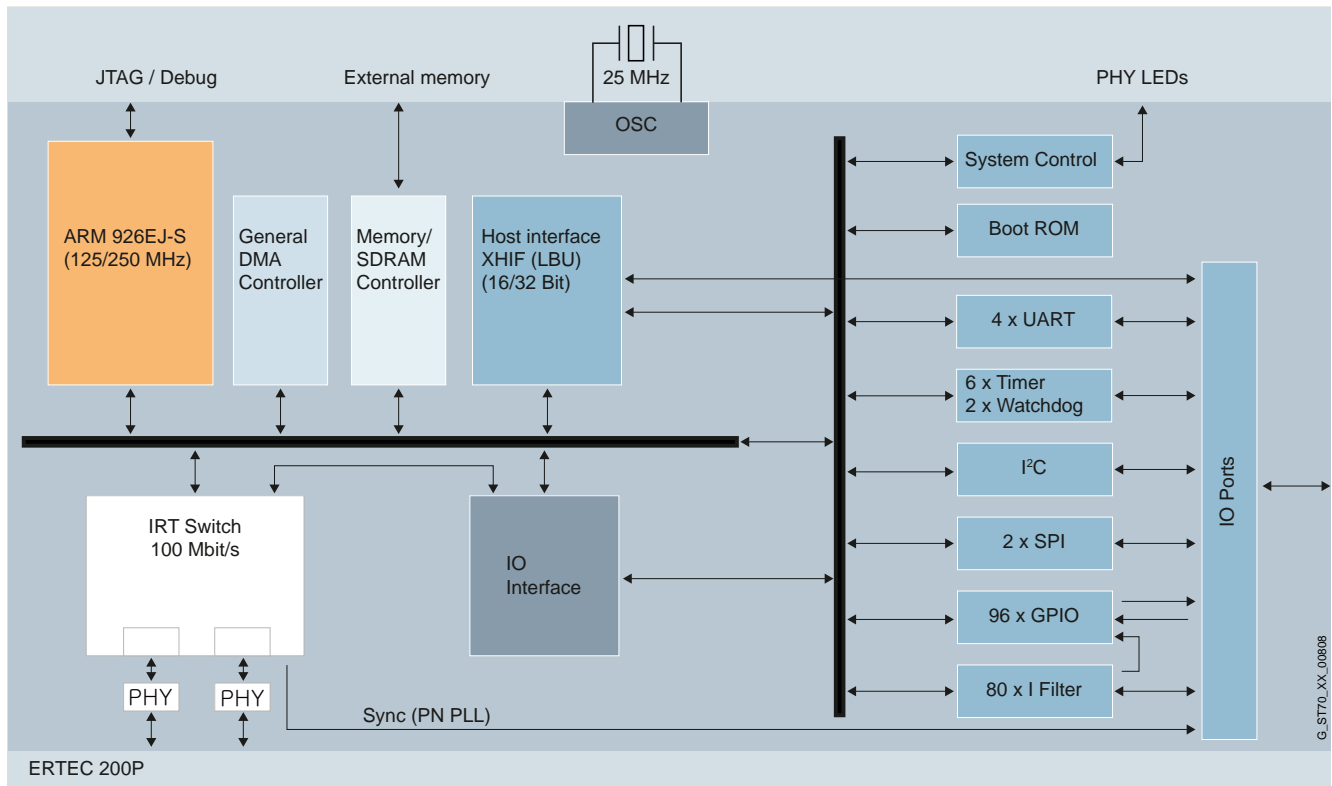 JTAG / Debug
External memory
25 MHz
PHY LEDs
OSC
ARM 926EJ-S
(125/250 MHz)
General
DMA
Controller
Memory/
SDRAM
Controller
Host interface
XHIF (LBU)
(16/32 Bit)
System Control
Boot ROM
4 x UART
6 x Timer
2 x Watchdog
I²C
2 x SPI
96 x GPIO
80 x I Filter
IO Ports
IRT Switch
100 Mbit/s
IO
Interface
PHY
PHY
Sync (PN PLL)
G_ST70_XX_00808
ERTEC 200P